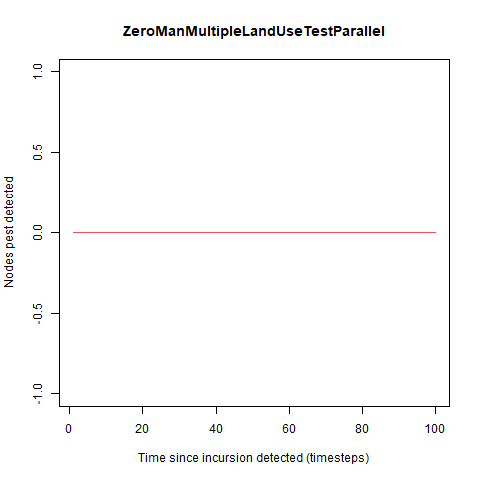 ZeroManMultipleLandUseTestParallel
Nodes pest detected
1.0
0.5
0.0
-0.5
-1.0
0 20 40 60 80 100
Time since incursion detected (timesteps)